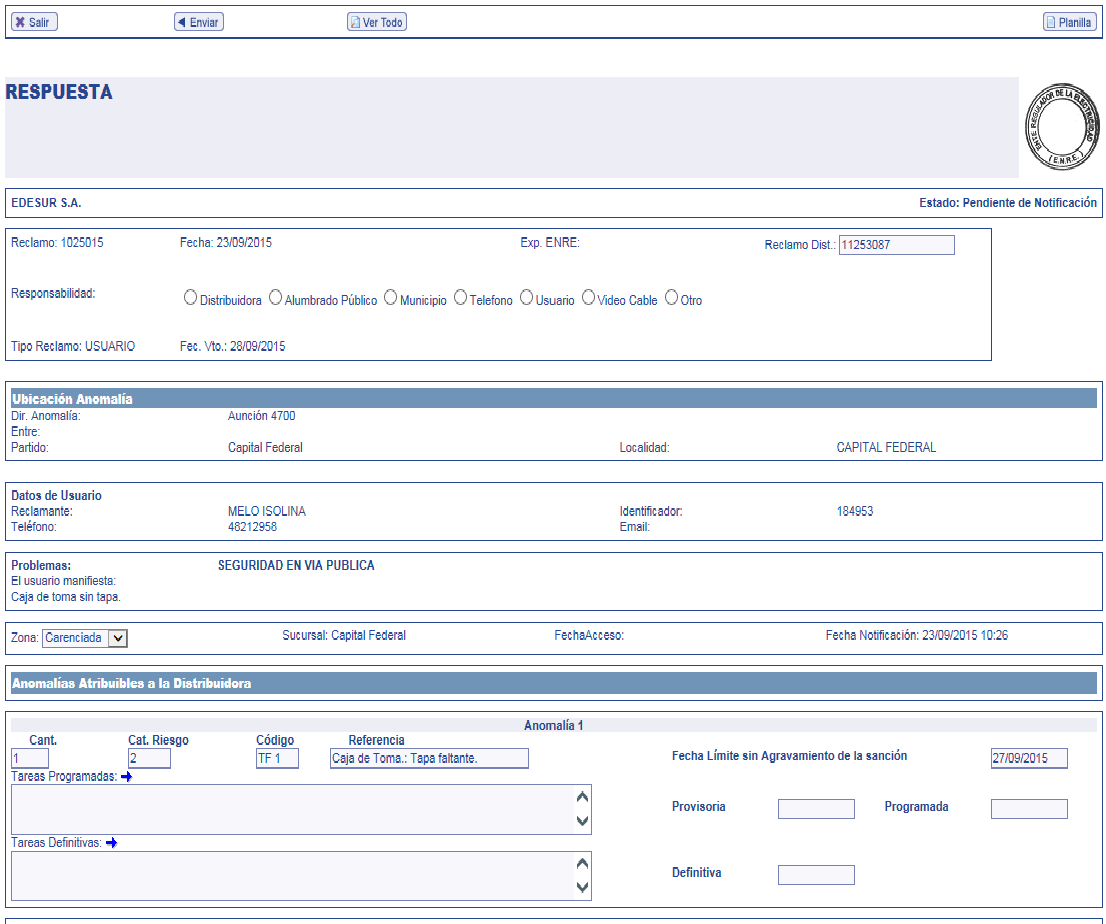 Salir Enviar Ver Todo Planilla
RESPUESTA
ENTE REGULADOR DE LA ELECTRICIDAD
(E.N.R.E.)
EDESUR S.A. Estado: Pendiente de Notificación
Reclamo: 1025015 Fecha: 23/09/2015 Exp. ENRE: Reclamo Dist.: 11253087
Responsabilidad: Distribuidora Alumbrado Público Municipio Telefono Usuario Video Cable Otro
Tipo Reclamo: USUARIO Fec. Vto.: 28/09/2015
Ubicación Anomalía
Dir. Anomalía: Aunción 4700
Entre:
Partido: Capital Federal Localidad: CAPITAL FEDERAL
Datos de Usuario
Reclamante: MELO ISOLINA Identificador: 184953
Teléfono: 48212958 Email:
Problemas: SEGURIDAD EN VIA PUBLICA
El usuario manifiesta:
Caja de toma sin tapa.
Zona: Carenciada Sucursal: Capital Federal FechaAcceso: Fecha Notificación: 23/09/2015 10:26
Anomalías Atribuibles a la Distribuidora
Anomalía 1
Cant. Cat. Riesgo Código Referencia
1 2 TF 1 Caja de Toma.: Tapa faltante. Fecha Límite sin Agravamiento de la sanción 27/09/2015
Tareas Programadas:
Provisoria Programada
Tareas Definitivas:
Definitiva